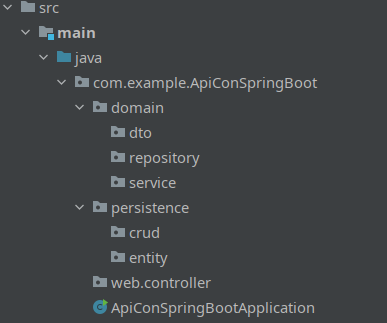 src
main
java
com.example.ApiConSpringBoot
domain
dto
repository
service
persistence
crud
entity
web.controller
ApiConSpringBootApplication